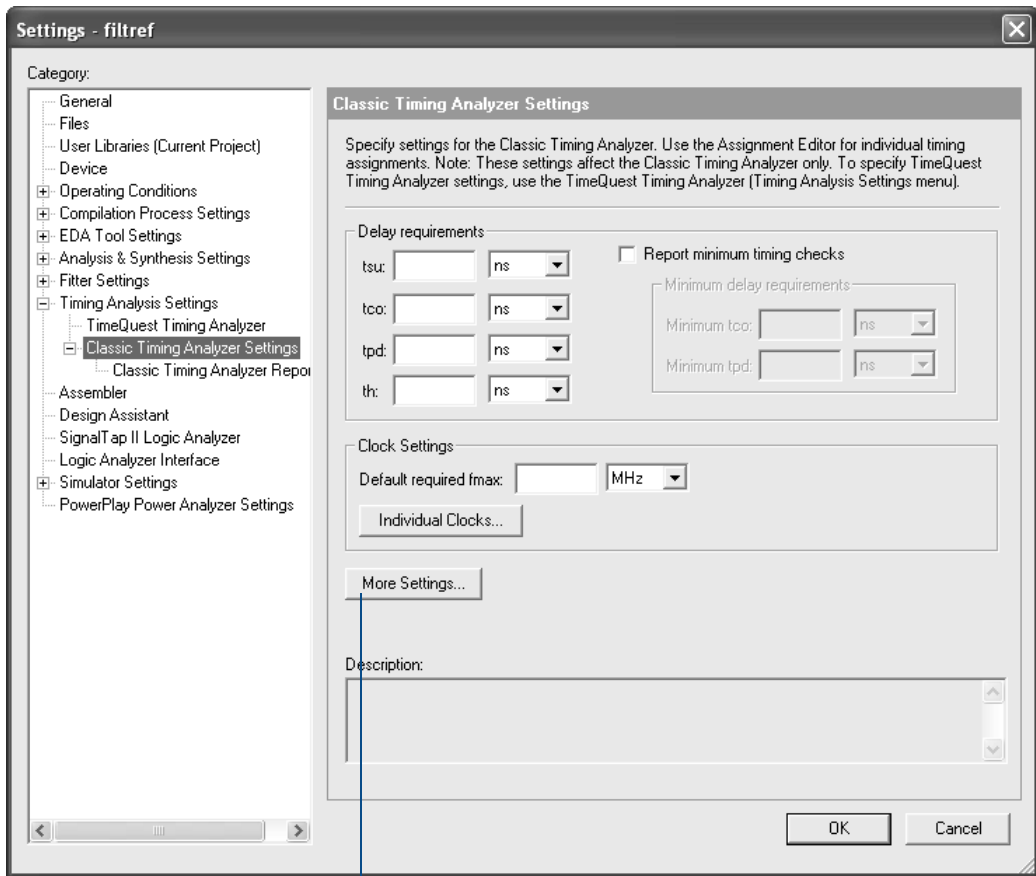 Settings - filtref
Category:
General
Files
User Libraries (Current Project)
Device
Operating Conditions
Compilation Process Settings
EDA Tool Settings
Analysis & Synthesis Settings
Fitter Settings
Timing Analysis Settings
TimeQuest Timing Analyzer
Classic Timing Analyzer Settings
Classic Timing Analyzer Repor
Assembler
Design Assistant
SignalTap II Logic Analyzer
Logic Analyzer Interface
Simulator Settings
PowerPlay Power Analyzer Settings
Classic Timing Analyzer Settings
Specify settings for the Classic Timing Analyzer. Use the Assignment Editor for individual timing
assignments. Note: These settings affect the Classic Timing Analyzer only. To specify TimeQuest
Timing Analyzer settings, use the TimeQuest Timing Analyzer (Timing Analysis Settings menu).
Delay requirements
tsu: ns
tco: ns
tpd: ns
th: ns
Report minimum timing checks
Minimum delay requirements
Minimum tco: ns
Minimum tpd: ns
Clock Settings
Default required fmax: MHz
Individual Clocks...
More Settings...
Description:
OK
Cancel